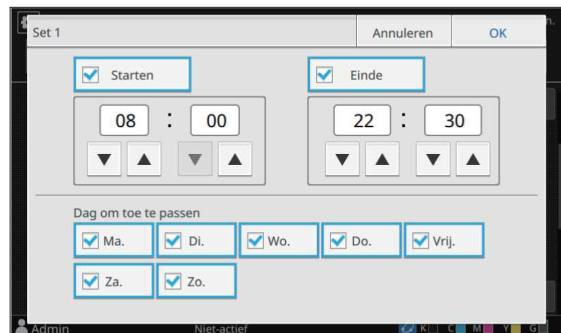 n.
Set 1 Annuleren OK
Starten Einde
08 : 00 22 : 30
Dag om toe te passen
Ma. Di. Wo. Do. Vrij.
Za. Zo.
Admin Niet-actief K C M Y G